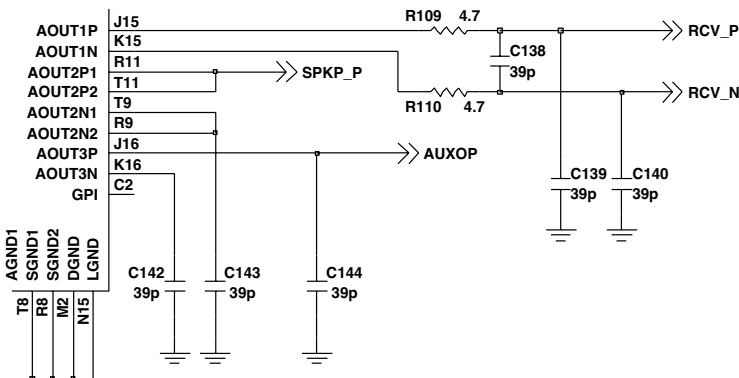 J15
R109 4.7
AOUT1P
RCV_P
K15
AOUT1N
C138
39p
R11
AOUT2P1
SPKP_P
T11
AOUT2P2
R110 4.7
RCV_N
T9
AOUT2N1
R9
AOUT2N2
J16
AOUT3P
AUXOP
K16
AOUT3N
C139
39p
C140
39p
C2
GPI
AGND1
SGND1
SGND2
DGND
LGND
C142
39p
C143
39p
C144
39p
T8
R8
M2
N15